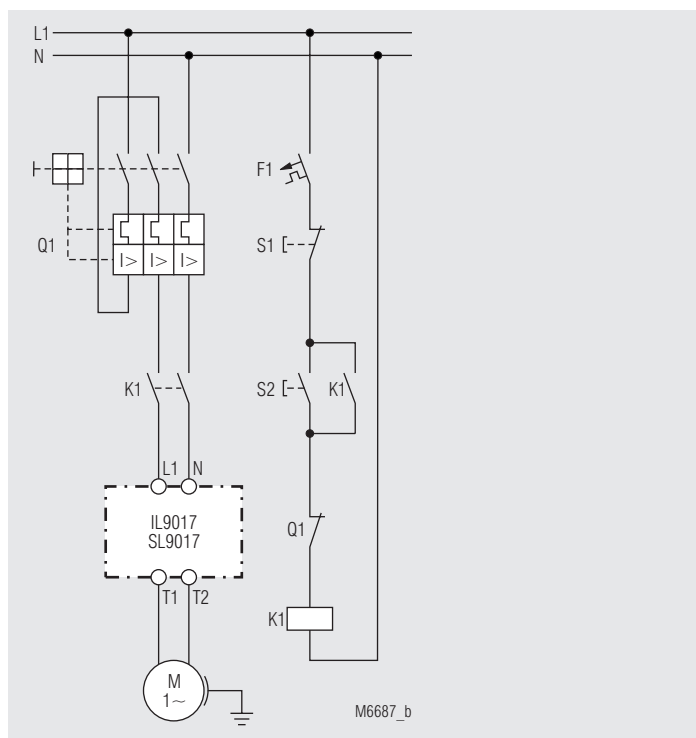 L1
N
F1
Q1
I> I> I>
S1
K1
S2 K1
L1 N
IL9017
SL9017
Q1
T1 T2
K1
M
1~
M6687_b